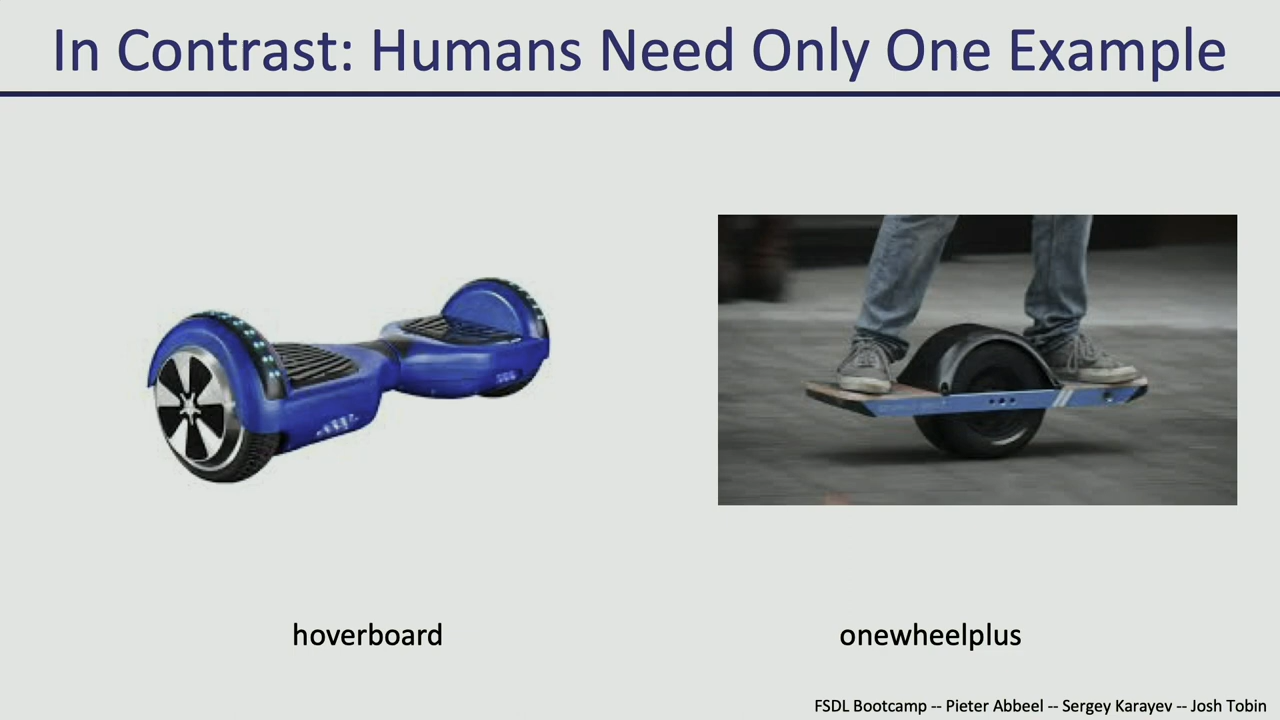 In Contrast: Humans Need Only One Example
hoverboard
onewheelplus
FSDL Bootcamp -- Pieter Abbeel -- Sergey Karayev -- Josh Tobin